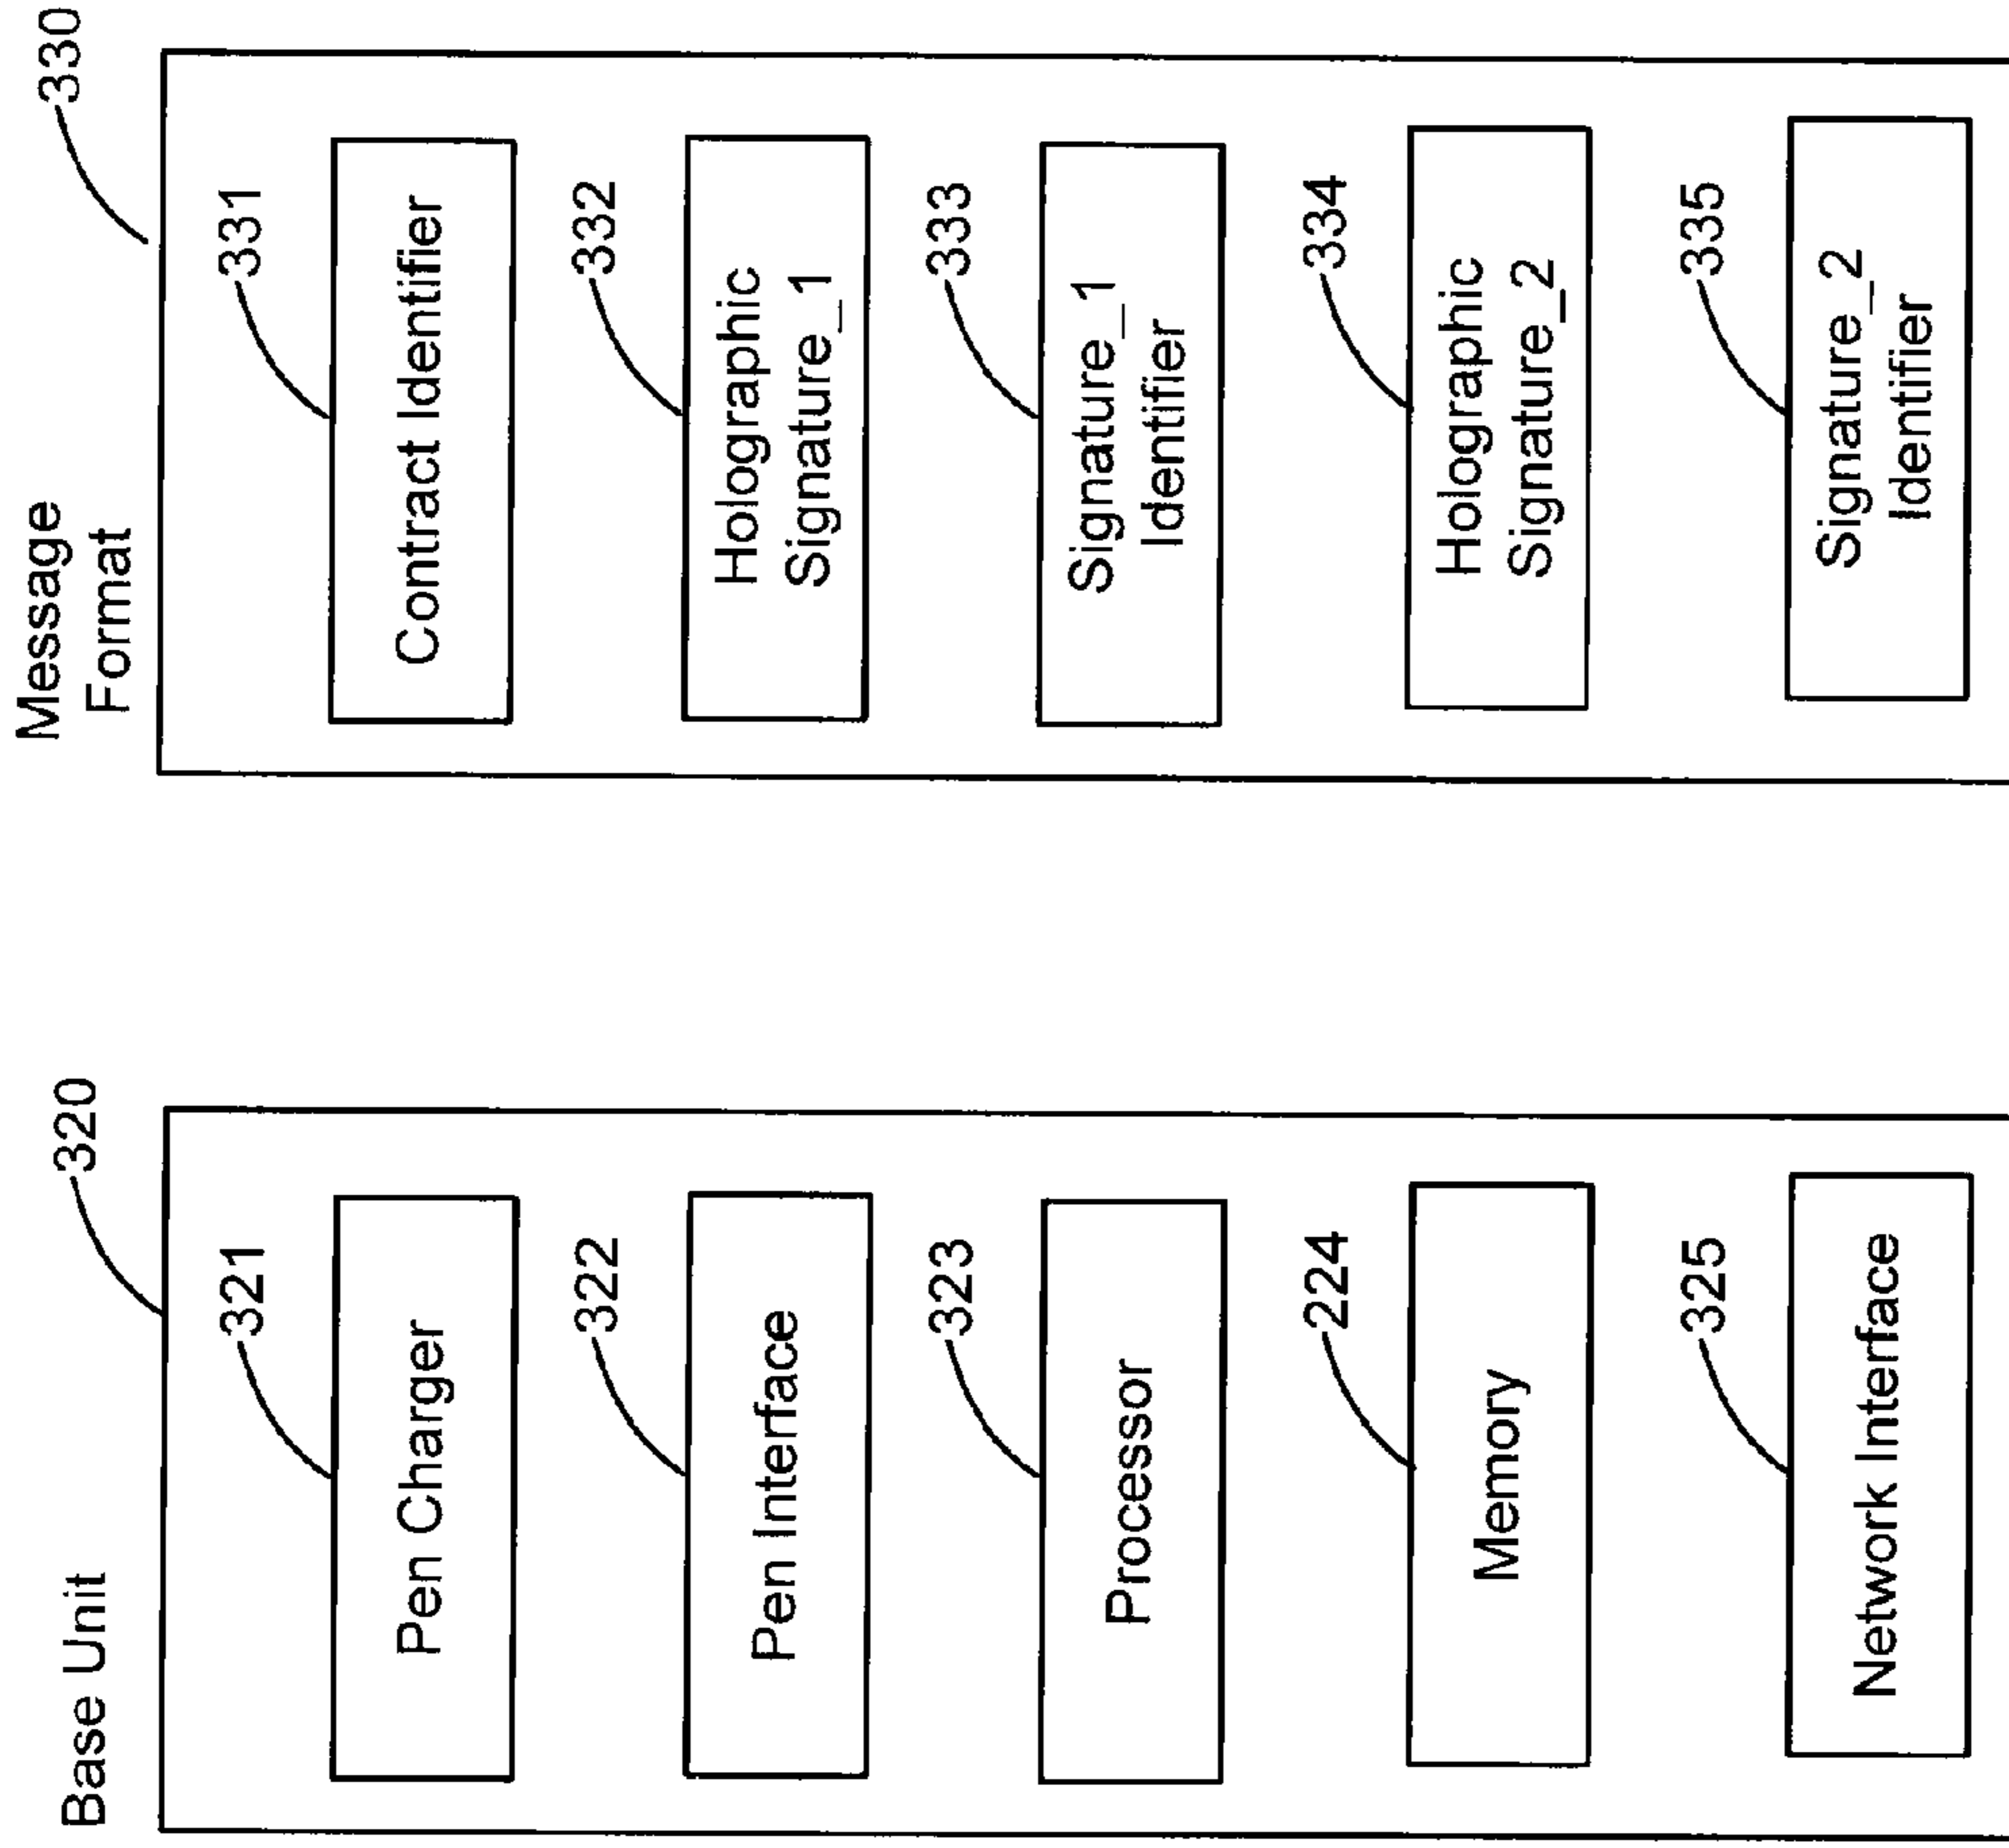 Base Unit
320
321
Pen Charger
322
Pen Interface
323
Processor
224
Memory
325
Network Interface
Message
Format
330
331
Contract Identifier
332
Holographic
Signature_1
333
Signature_1
Identifier
334
Holographic
Signature_2
335
Signature_2
Identifier